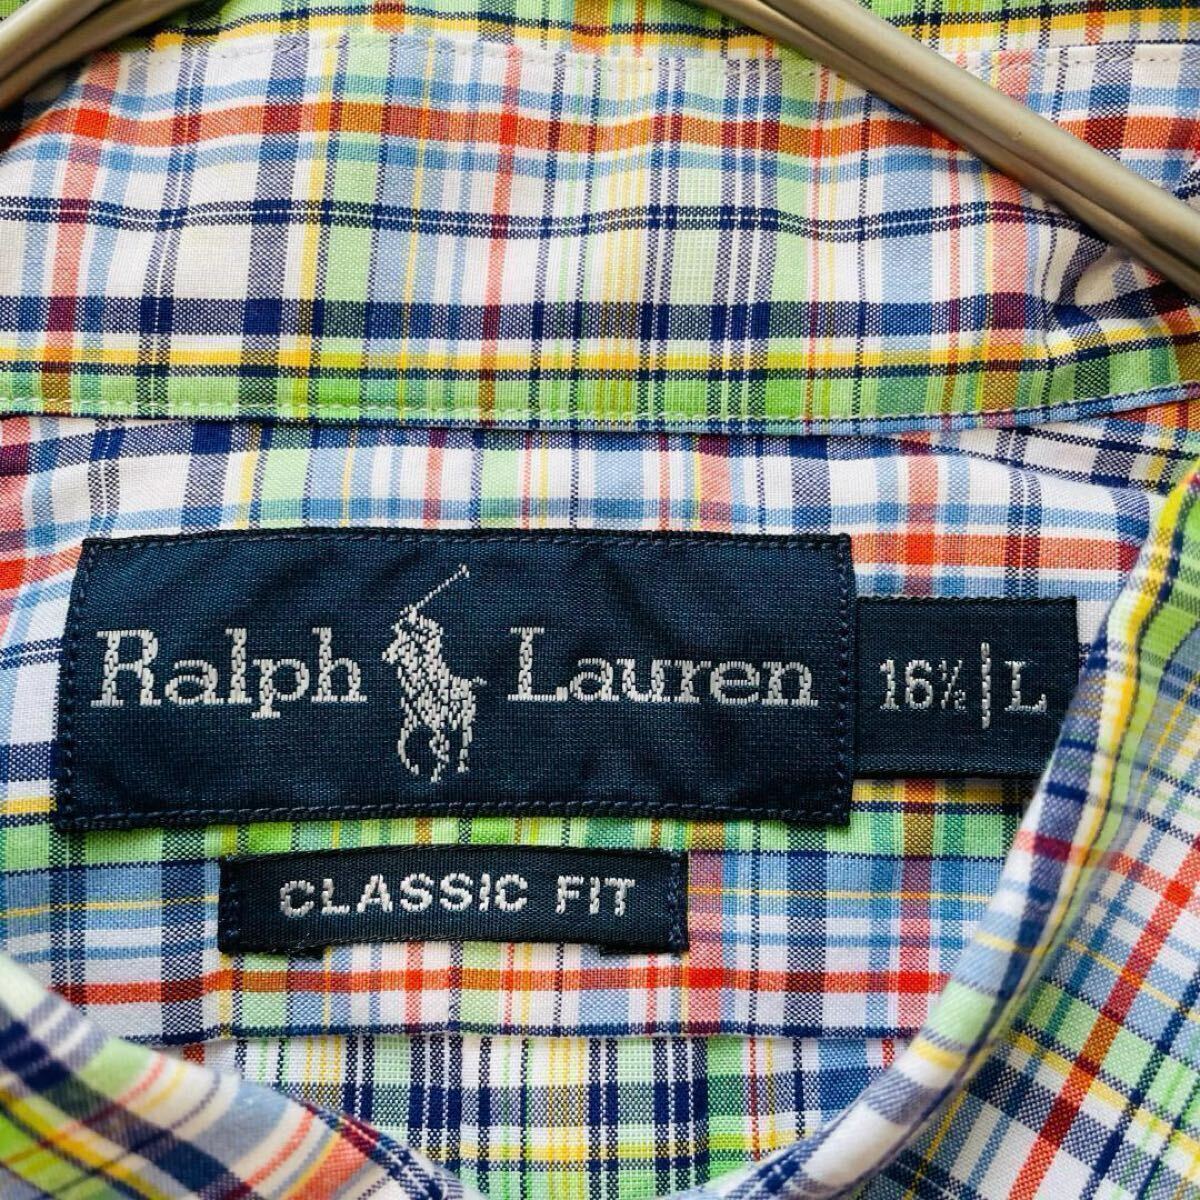 Ralph Lauren
16½ | L
CLASSIC FIT